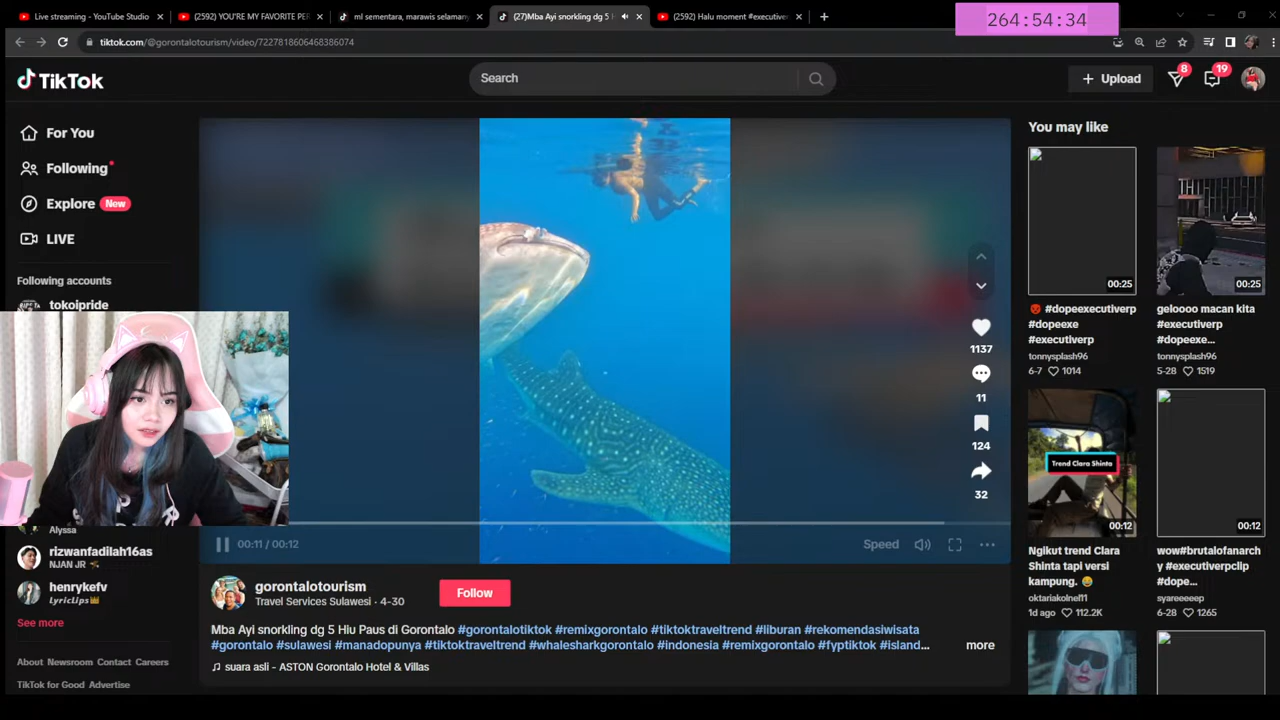 Live streaming - YouTube Studio
(2592) YOU'RE MY FAVORITE PE
ml sementara, marawis selaman
(27)Mba Ayi snorkling dg 5 H
(2592) Halu moment #executive
264:54:34
tiktok.com/@gorontalotourism/video/7227818606468386074
TikTok
Search
Upload
8
19
For You
Following
Explore
New
LIVE
Following accounts
tokoipride
Alyssa
rizwanfadilah16as
NJAN JR
henrykefv
LyricLips
See more
About Newsroom Contact Careers
TikTok for Good Advertise
1137
11
124
32
00:11 / 00:12
Speed
gorontalotourism
Travel Services Sulawesi · 4-30
Follow
Mba Ayi snorkling dg 5 Hiu Paus di Gorontalo #gorontalotiktok #remixgorontalo #tiktoktraveltrend #liburan #rekomendasiwisata
#gorontalo #sulawesi #manadopunya #tiktoktraveltrend #whalesharkgorontalo #indonesia #remixgorontalo #fyptiktok #island...
more
suara asli - ASTON Gorontalo Hotel & Villas
You may like
00:25
#dopeexecutiverp
#dopeexe
#executiverp
tonnysplash96
6-7 1014
00:25
geloooo macan kita
#executiverp
#dopeexe...
tonnysplash96
5-28 1519
Trend Clara Shinta
00:12
Ngikut trend Clara
Shinta tapi versi
kampung.
1d ago 112.2K
00:12
wow#brutalofanarch
y #executiverpclip
#dope...
syareeeeep
6-28 1265